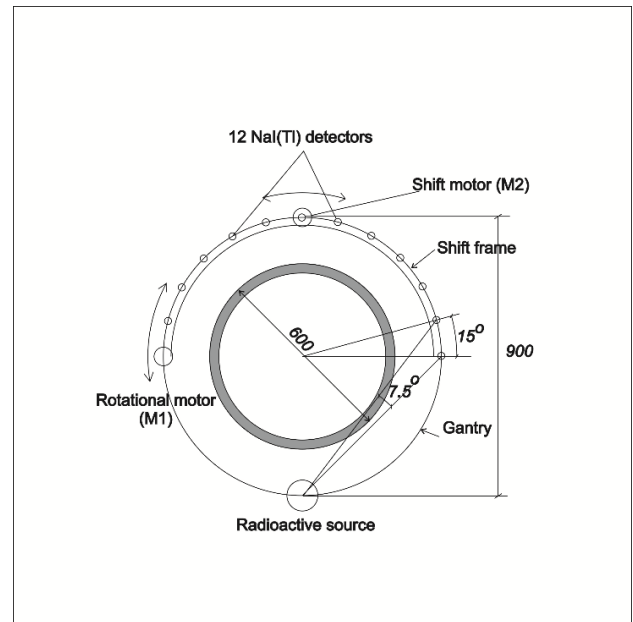 12 NaI(Tl) detectors
Shift motor (M2)
Shift frame
15°
600
900
7.5°
Rotational motor
(M1)
Gantry
Radioactive source